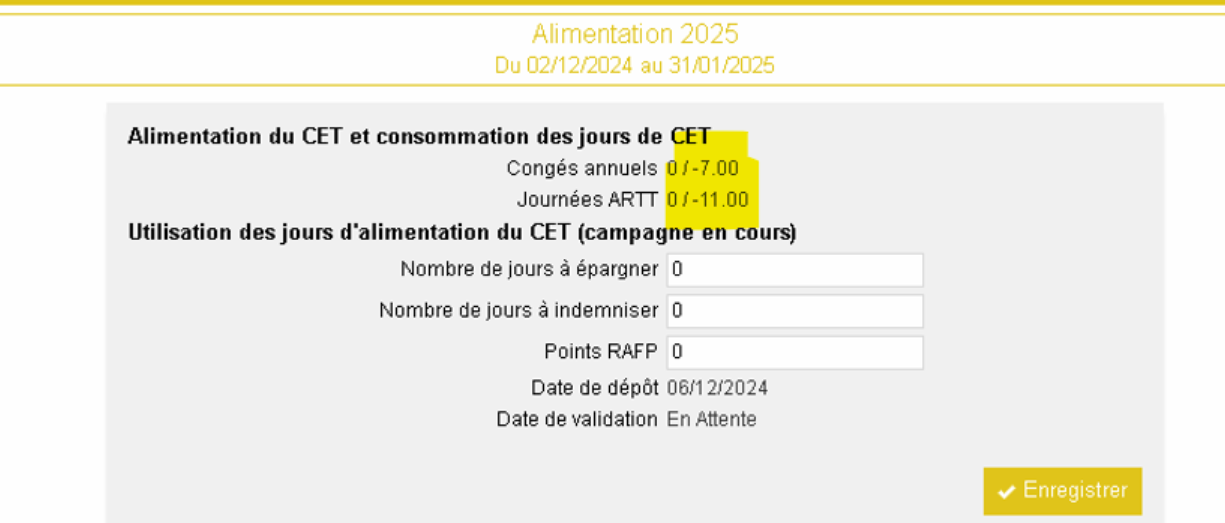 Alimentation 2025
Du 02/12/2024 au 31/01/2025
Alimentation du CET et consommation des jours de CET
Congés annuels 0 / -7.00
Journées ARTT 0 / -11.00
Utilisation des jours d'alimentation du CET (campagne en cours)
Nombre de jours à épargner 0
Nombre de jours à indemniser 0
Points RAFP 0
Date de dépôt 06/12/2024
Date de validation En Attente
Enregistrer